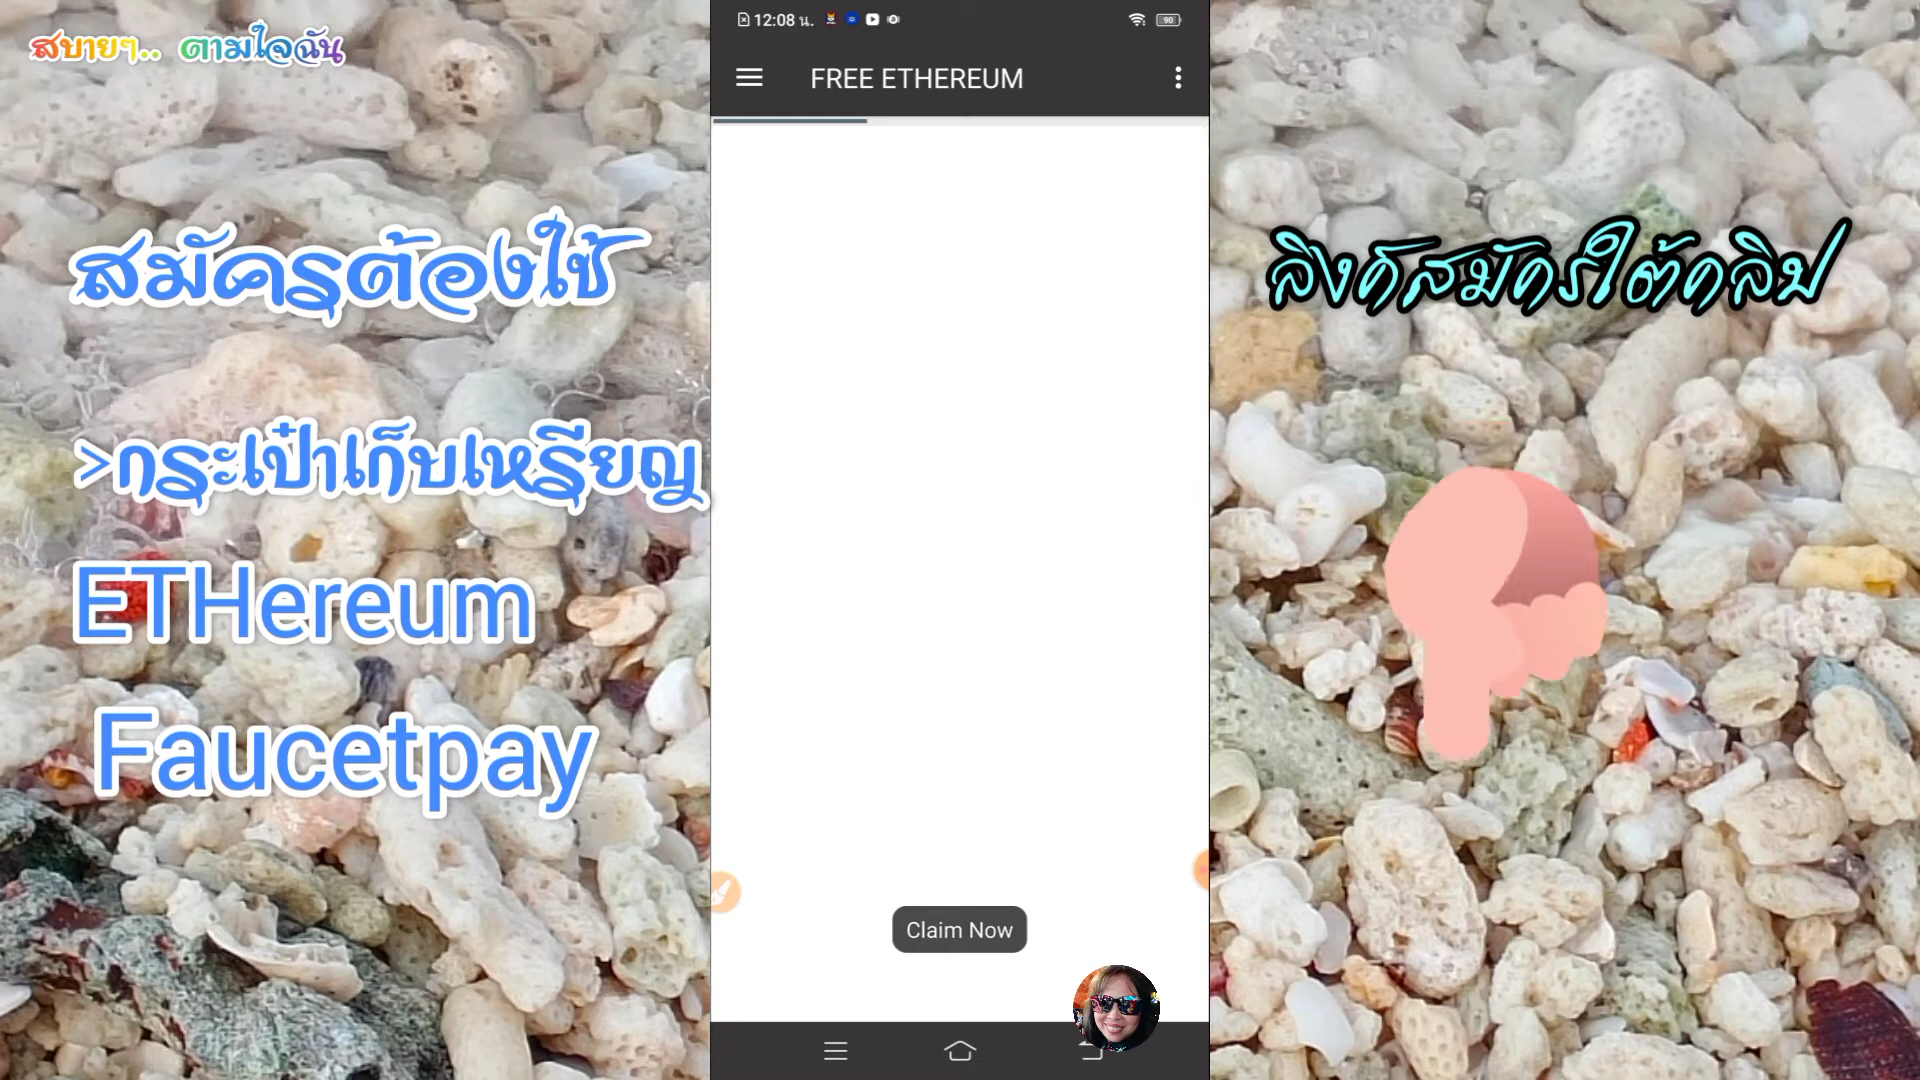 สบายๆ.. ตามใจฉัน
12:08 น.
90
FREE ETHEREUM
สมัครต้องใช้
ลิงค์สมัครใต้คลิป
>กระเป๋าเก็บเหรียญ
ETHereum
Faucetpay
Claim Now